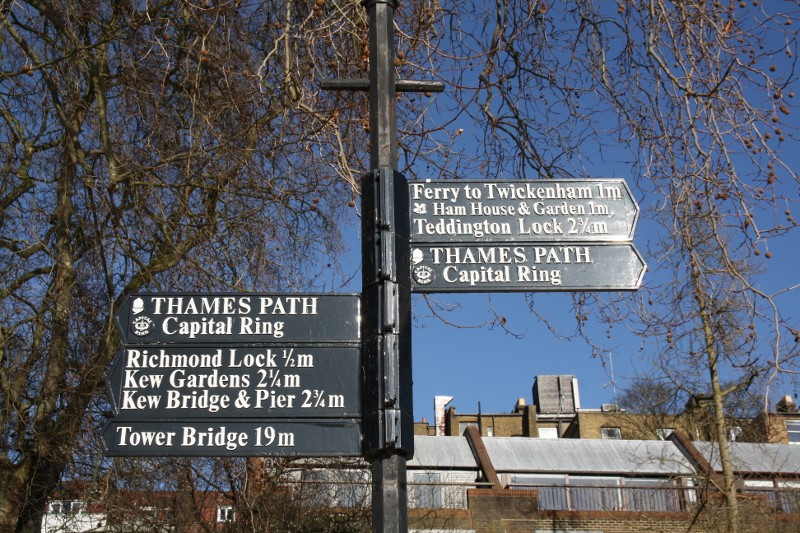 Ferry to Twickenham 1m
Ham House & Garden 1m
Teddington Lock 2¾m
THAMES PATH
Capital Ring
THAMES PATH
Capital Ring
Richmond Lock ½m
Kew Gardens 2¼m
Kew Bridge & Pier 2¾m
Tower Bridge 19m